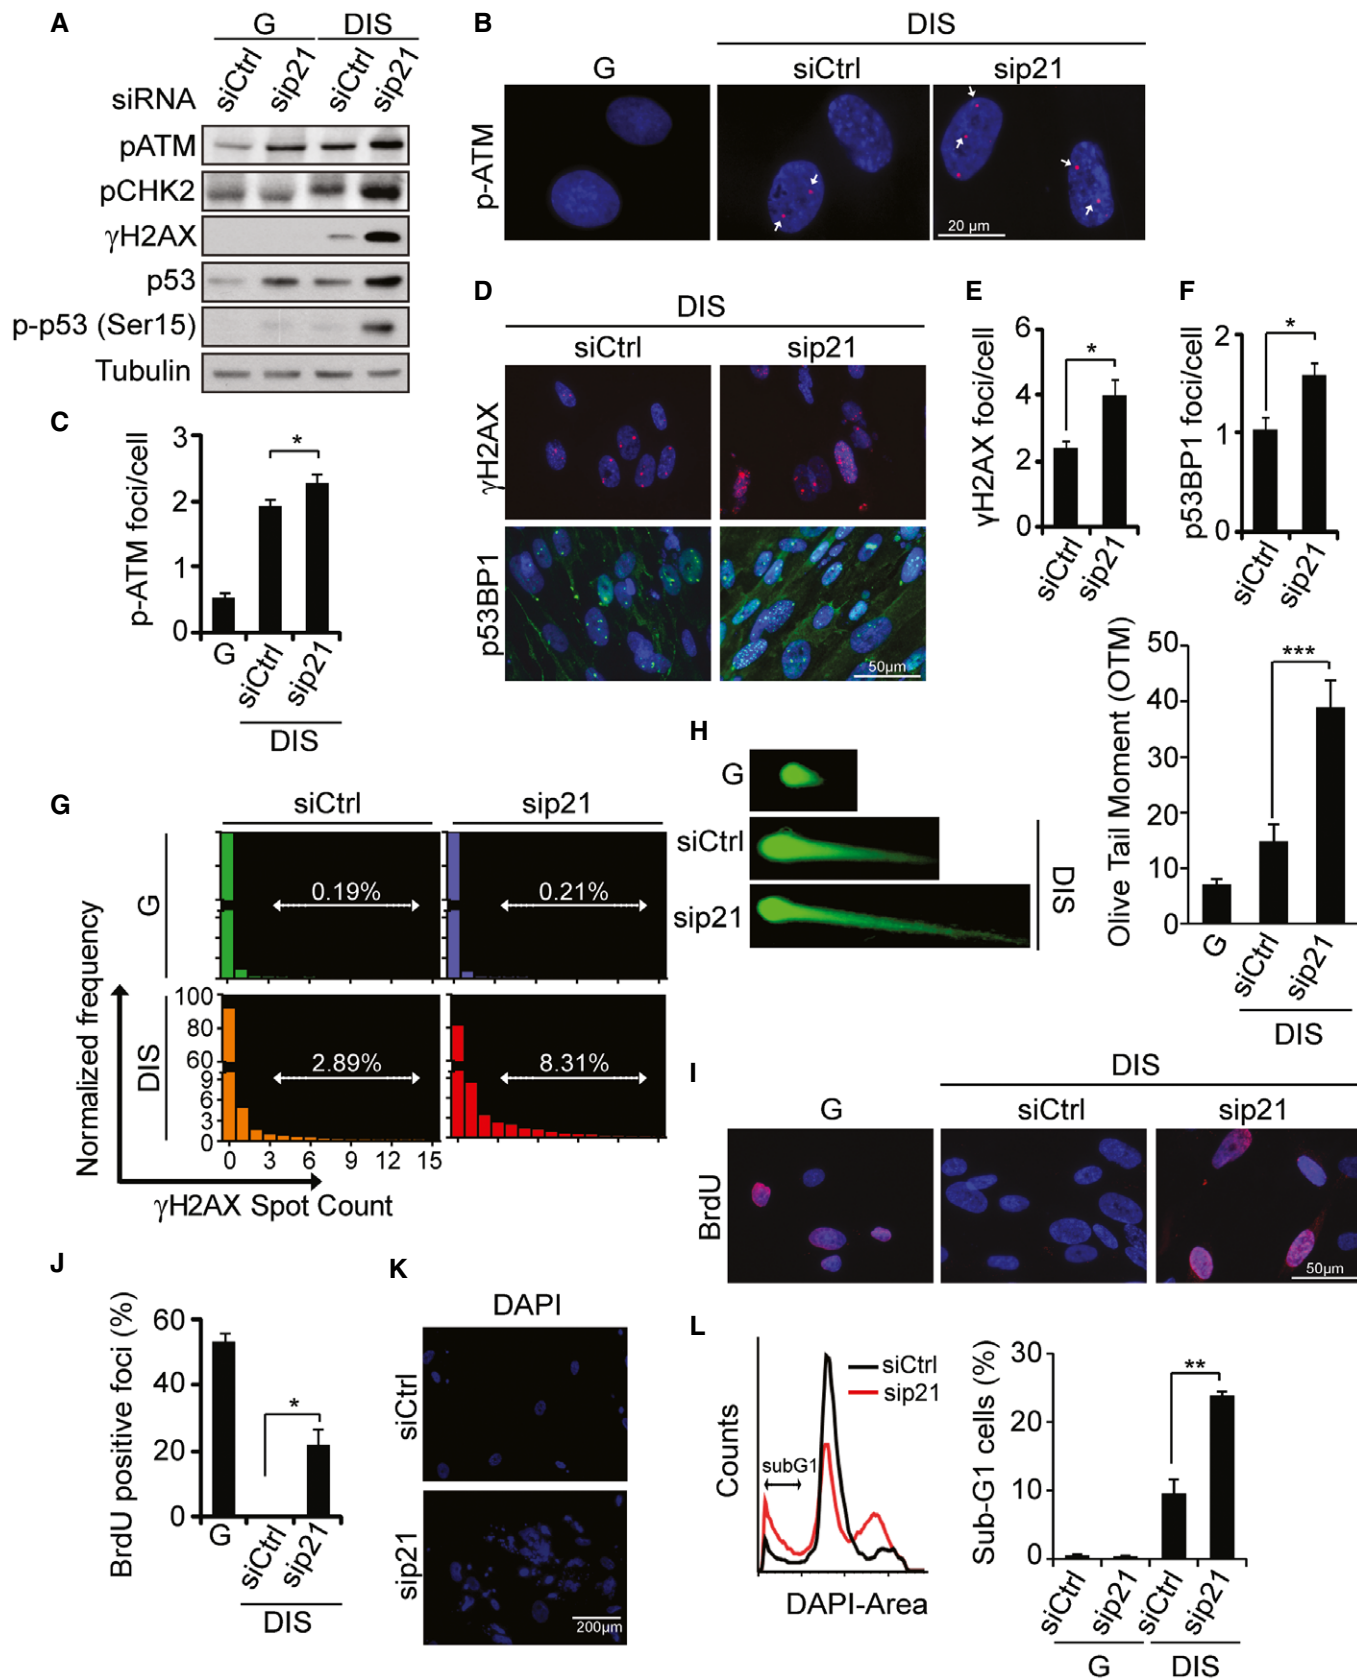 A
G DIS
siRNA siCtrl sip21 siCtrl sip21
pATM
pCHK2
γH2AX
p53
p-p53 (Ser15)
Tubulin
B
DIS
G siCtrl sip21
p-ATM
20 µm
C
p-ATM foci/cell
3
2
1
0
*
G siCtrl sip21
DIS
D
DIS
siCtrl sip21
γH2AX
p53BP1
50µm
E
γH2AX foci/cell
6
4
2
0
*
siCtrl sip21
F
p53BP1 foci/cell
2
1
0
*
siCtrl sip21
G
siCtrl sip21
G
0.19% 0.21%
DIS
2.89% 8.31%
Normalized frequency
100
80
60
9
6
3
0
0 3 6 9 12 15
γH2AX Spot Count
H
G
siCtrl
sip21
DIS
Olive Tail Moment (OTM)
50
40
30
20
10
0
***
G siCtrl sip21
DIS
I
DIS
G siCtrl sip21
BrdU
50µm
J
BrdU positive foci (%)
60
40
20
0
*
G siCtrl sip21
DIS
K
DAPI
siCtrl
sip21
200µm
L
Counts
siCtrl
sip21
subG1
DAPI-Area
Sub-G1 cells (%)
30
20
10
0
**
siCtrl sip21 siCtrl sip21
G DIS